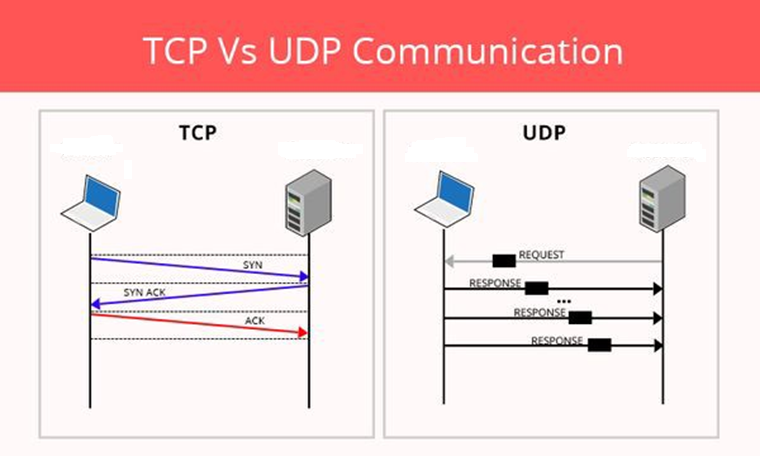 TCP Vs UDP Communication
TCP
SYN
SYN ACK
ACK
UDP
REQUEST
RESPONSE
...
RESPONSE
RESPONSE